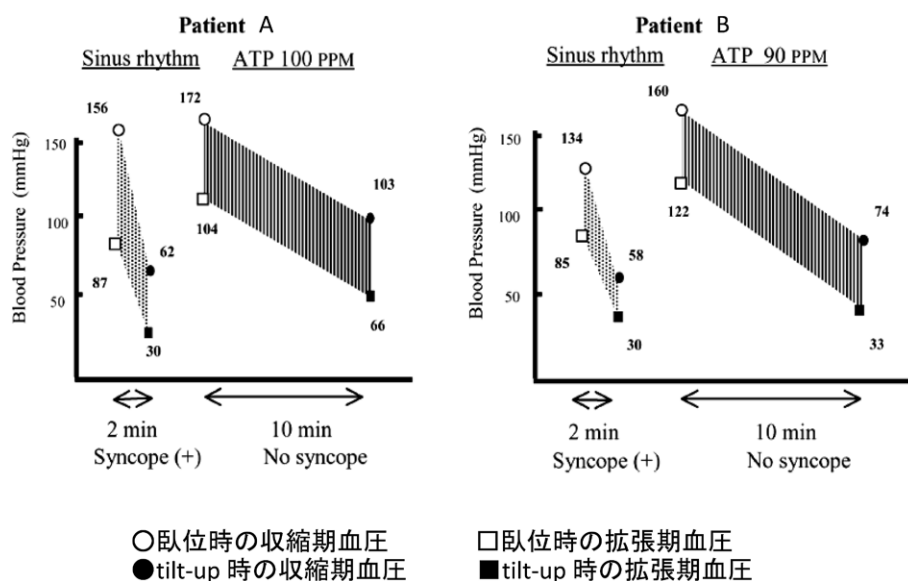 Patient A
Sinus rhythm ATP 100 PPM
Blood Pressure (mmHg)
150
100
50
156
87
62
30
172
104
103
66
2 min
Syncope (+)
10 min
No syncope
Patient B
Sinus rhythm ATP 90 PPM
Blood Pressure (mmHg)
150
100
50
134
85
58
30
160
122
74
33
2 min
Syncope (+)
10 min
No syncope
○臥位時の収縮期血圧
□臥位時の拡張期血圧
●tilt-up 時の収縮期血圧
■tilt-up 時の拡張期血圧